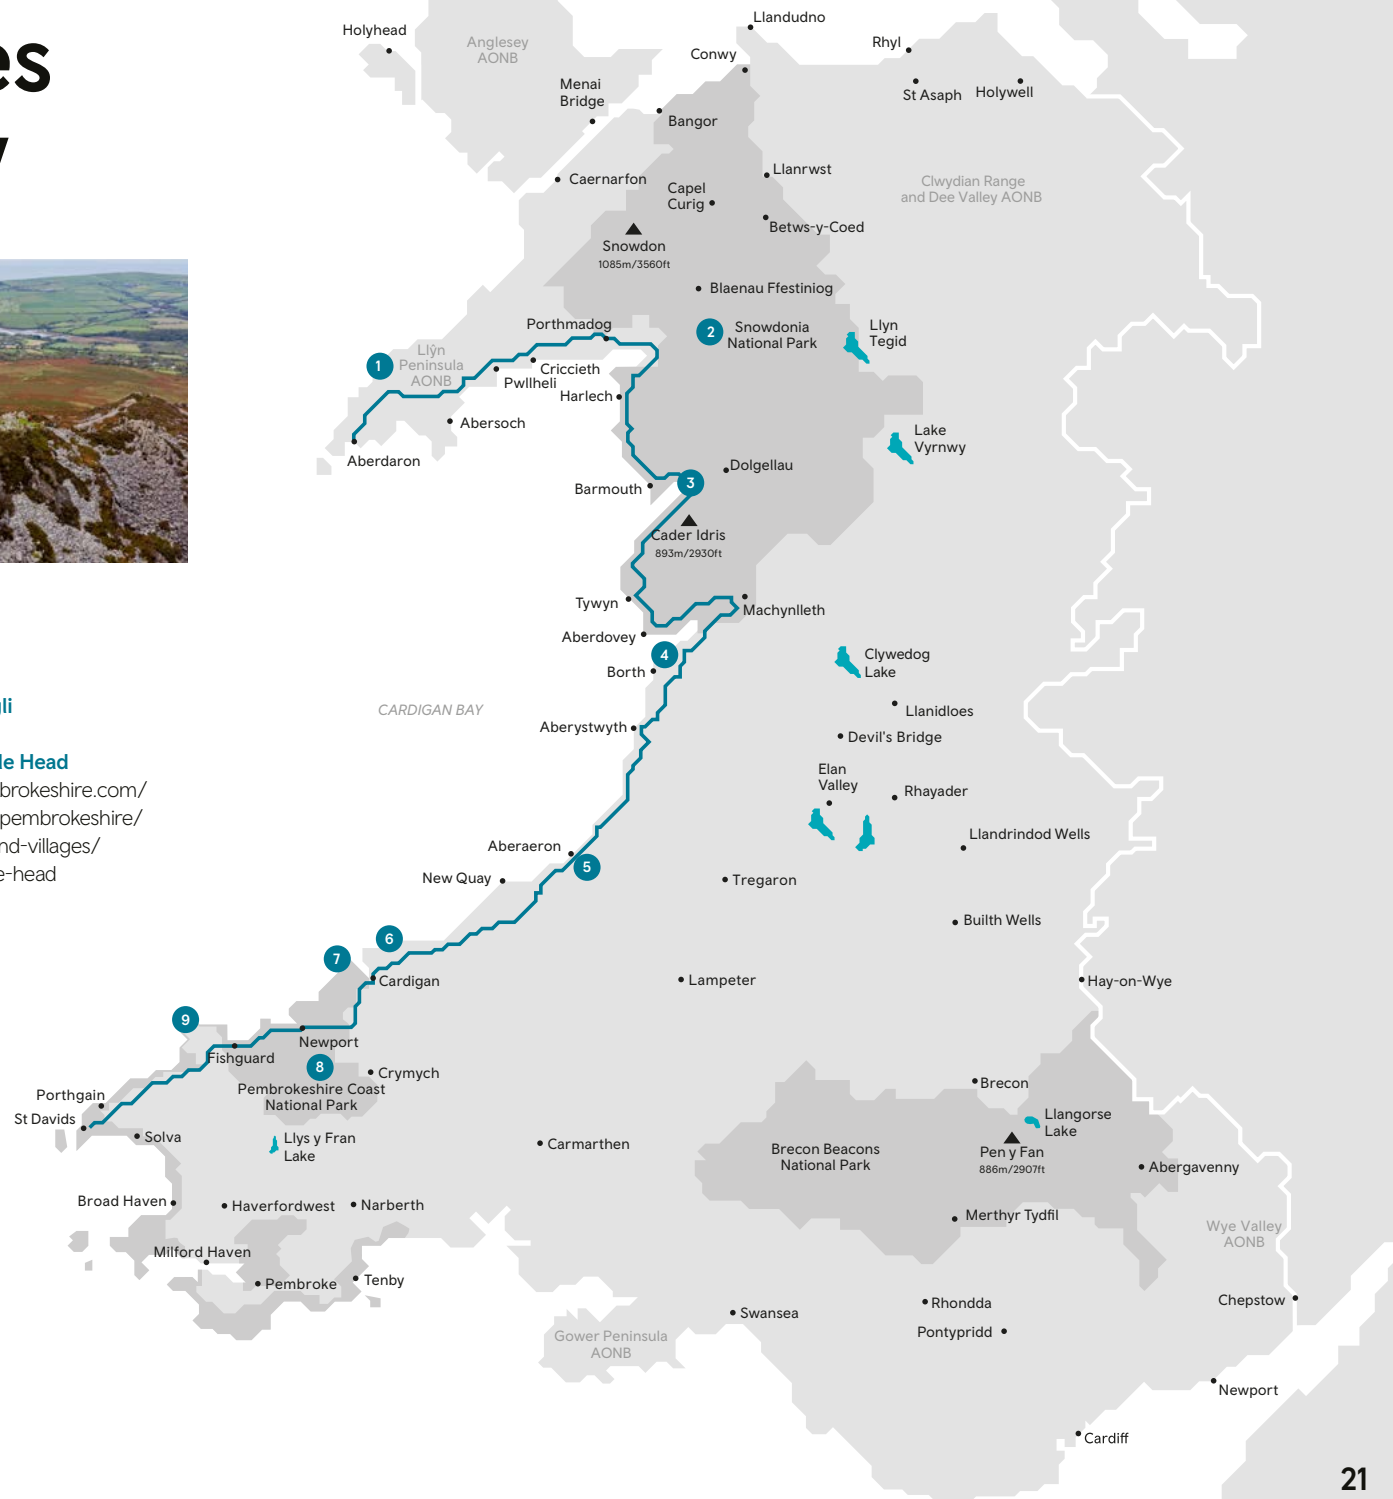 es
Llandudno
Holyhead
Rhyl
Anglesey
AONB
Conwy
Menai
Bridge
St Asaph
Holywell
Bangor
Llanrwst
Caernarfon
Capel
Curig
Clwydian Range
and Dee Valley AONB
Betws-y-Coed
Snowdon
1085m/3560ft
Blaenau Ffestiniog
Porthmadog
2
Snowdonia
National Park
Llyn
Tegid
1
Llŷn
Peninsula
AONB
Criccieth
Pwllheli
Harlech
Abersoch
Lake
Vyrnwy
Aberdaron
Dolgellau
Barmouth
3
Cader Idris
893m/2930ft
Tywyn
Machynlleth
Aberdovey
4
Borth
Clywedog
Lake
gli
CARDIGAN BAY
Llanidloes
Aberystwyth
Devil's Bridge
le Head
brokeshire.com/
pembrokeshire/
nd-villages/
e-head
Elan
Valley
Rhayader
Llandrindod Wells
Aberaeron
5
New Quay
Tregaron
Builth Wells
6
7
Cardigan
Lampeter
Hay-on-Wye
9
Newport
Fishguard
8
Crymych
Pembrokeshire Coast
National Park
Brecon
Porthgain
St Davids
Solva
Llys y Fran
Lake
Carmarthen
Llangorse
Lake
Brecon Beacons
National Park
Pen y Fan
886m/2907ft
Abergavenny
Broad Haven
Haverfordwest
Narberth
Merthyr Tydfil
Wye Valley
AONB
Milford Haven
Pembroke
Tenby
Chepstow
Swansea
Rhondda
Pontypridd
Gower Peninsula
AONB
Newport
Cardiff
21